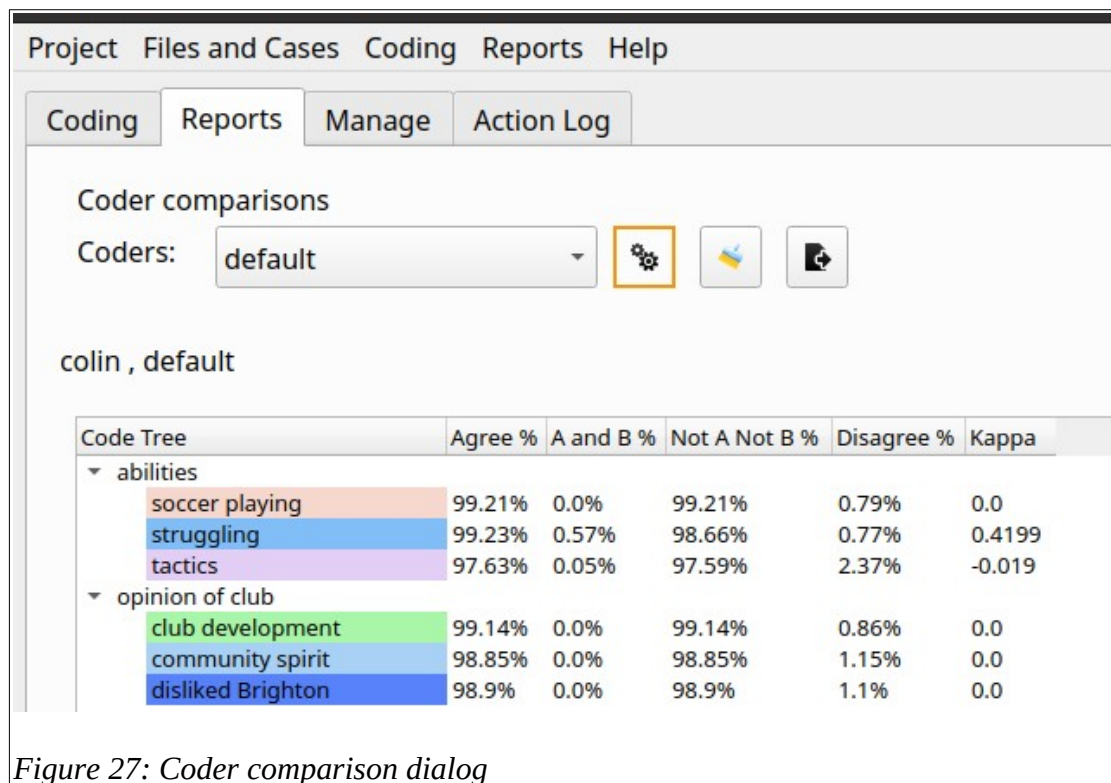 Project Files and Cases Coding Reports Help
Coding Reports Manage Action Log
Coder comparisons
Coders: default
colin , default
Code Tree Agree % A and B % Not A Not B % Disagree % Kappa
abilities
soccer playing 99.21% 0.0% 99.21% 0.79% 0.0
struggling 99.23% 0.57% 98.66% 0.77% 0.4199
tactics 97.63% 0.05% 97.59% 2.37% -0.019
opinion of club
club development 99.14% 0.0% 99.14% 0.86% 0.0
community spirit 98.85% 0.0% 98.85% 1.15% 0.0
disliked Brighton 98.9% 0.0% 98.9% 1.1% 0.0
Figure 27: Coder comparison dialog